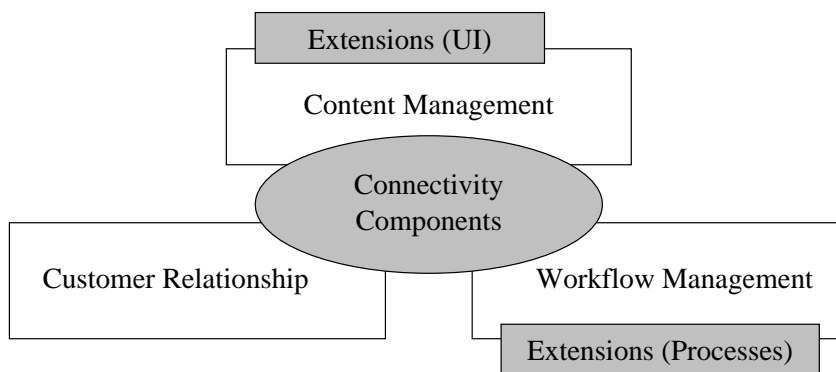 Extensions (UI)
Content Management
Connectivity
Components
Customer Relationship
Workflow Management
Extensions (Processes)